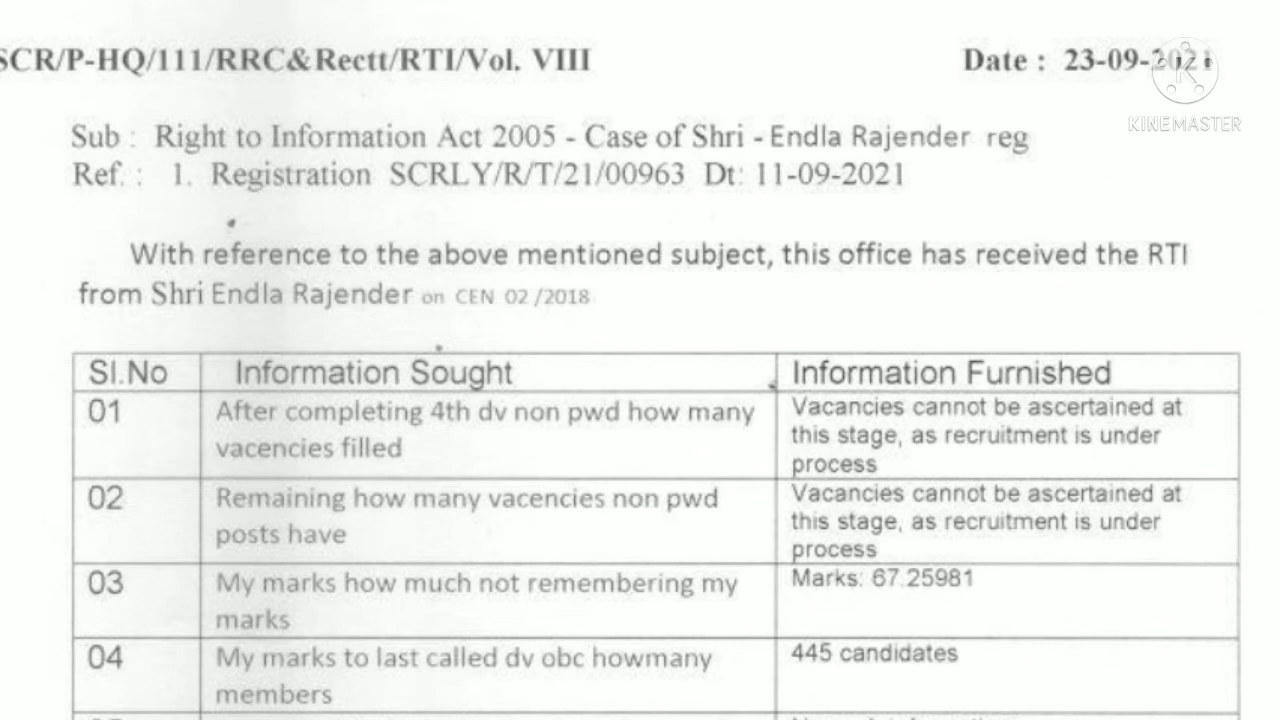 SCR/P-HQ/111/RRC&Rectt/RTI/Vol. VIII Date : 23-09-2021
KINEMASTER
Sub : Right to Information Act 2005 - Case of Shri - Endla Rajender reg
Ref. : 1. Registration SCRLY/R/T/21/00963 Dt: 11-09-2021
With reference to the above mentioned subject, this office has received the RTI
from Shri Endla Rajender on CEN 02 /2018
Sl.No Information Sought Information Furnished
01 After completing 4th dv non pwd how many
vacencies filled
Vacancies cannot be ascertained at
this stage, as recruitment is under
process
02 Remaining how many vacencies non pwd
posts have
Vacancies cannot be ascertained at
this stage, as recruitment is under
process
03 My marks how much not remembering my
marks
Marks: 67.25981
04 My marks to last called dv obc howmany
members
445 candidates